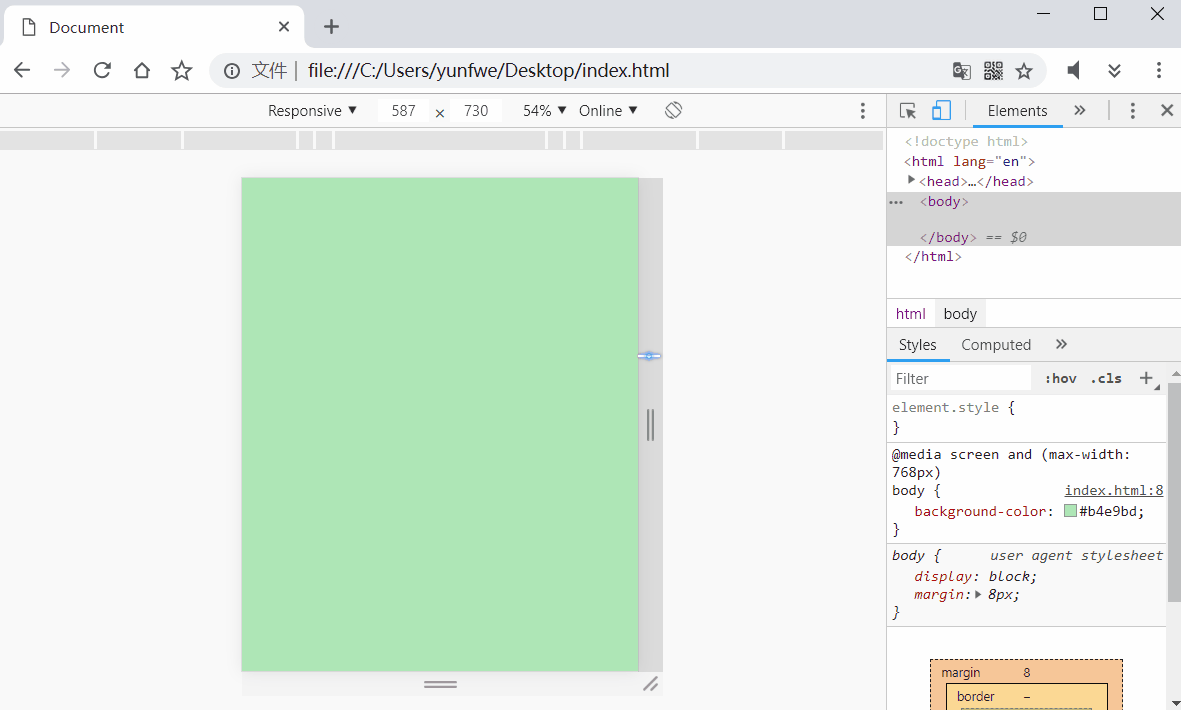 Document
文件 | file:///C:/Users/yunfwe/Desktop/index.html
Responsive ▼ 587 × 730 54% ▼ Online ▼
Elements »
<!doctype html>
<html lang="en">
▶<head>…</head>
··· <body>
</body> == $0
</html>
html body
Styles Computed »
Filter :hov .cls +
element.style {
}
@media screen and (max-width:
768px)
body { index.html:8
background-color: #b4e9bd;
}
body { user agent stylesheet
display: block;
margin:▶ 8px;
}
margin 8
border –